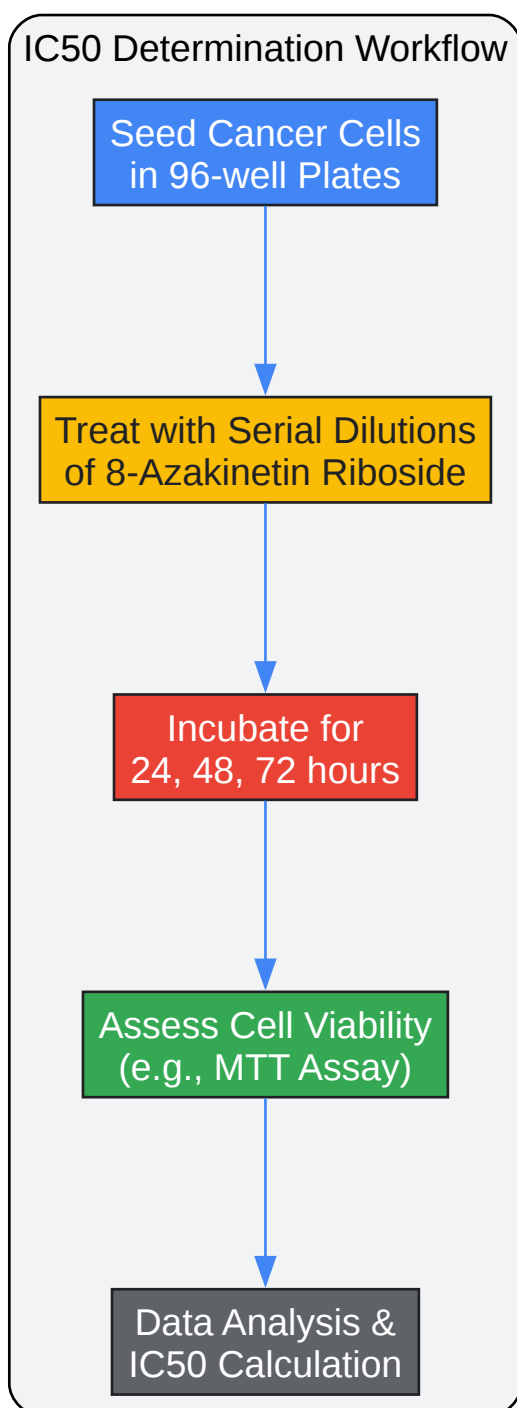 IC50 Determination Workflow
Seed Cancer Cells
in 96-well Plates
Treat with Serial Dilutions
of 8-Azakinetin Riboside
Incubate for
24, 48, 72 hours
Assess Cell Viability
(e.g., MTT Assay)
Data Analysis &
IC50 Calculation